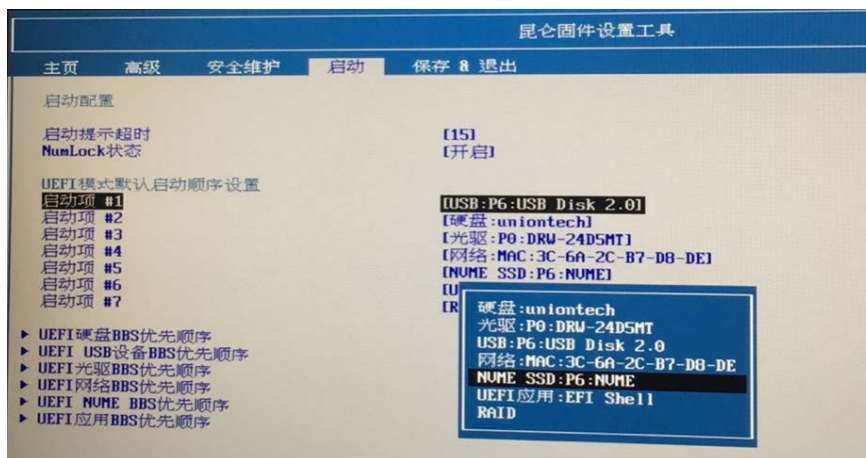 昆仑固件设置工具
主页 高级 安全维护 启动 保存 & 退出
启动配置
启动提示超时 [15]
NumLock状态 [开启]
UEFI模式默认启动顺序设置
启动项 #1 [USB:P6:USB Disk 2.0]
启动项 #2 [硬盘:uniontech]
启动项 #3 [光驱:P0:DRW-24D5MT]
启动项 #4 [网络:MAC:3C-6A-2C-B7-D8-DE]
启动项 #5 [NVME SSD:P6:NVME]
启动项 #6 [U
启动项 #7 [R
硬盘:uniontech
光驱:P0:DRW-24D5MT
USB:P6:USB Disk 2.0
网络:MAC:3C-6A-2C-B7-D8-DE
NVME SSD:P6:NVME
UEFI应用:EFI Shell
RAID
▶ UEFI硬盘BBS优先顺序
▶ UEFI USB设备BBS优先顺序
▶ UEFI光驱BBS优先顺序
▶ UEFI网络BBS优先顺序
▶ UEFI NVME BBS优先顺序
▶ UEFI应用BBS优先顺序